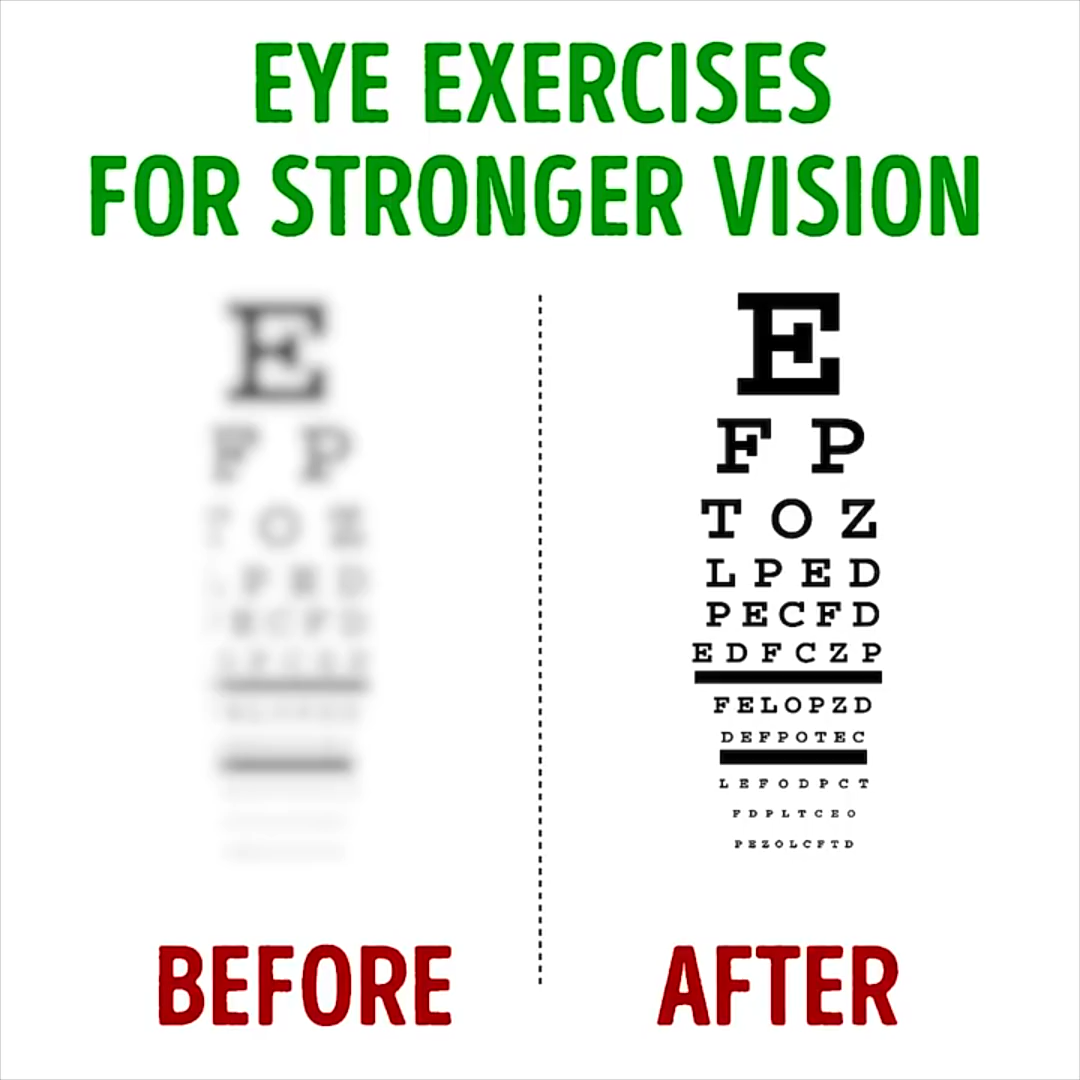 EYE EXERCISES
FOR STRONGER VISION
E
F P
T O Z
P E D
E C F D
E
F P
T O Z
L P E D
P E C F D
E D F C Z P
F E L O P Z D
D E F P O T E C
L E F O D P C T
F D P L T C E O
P E Z O L C F T D
BEFORE
AFTER